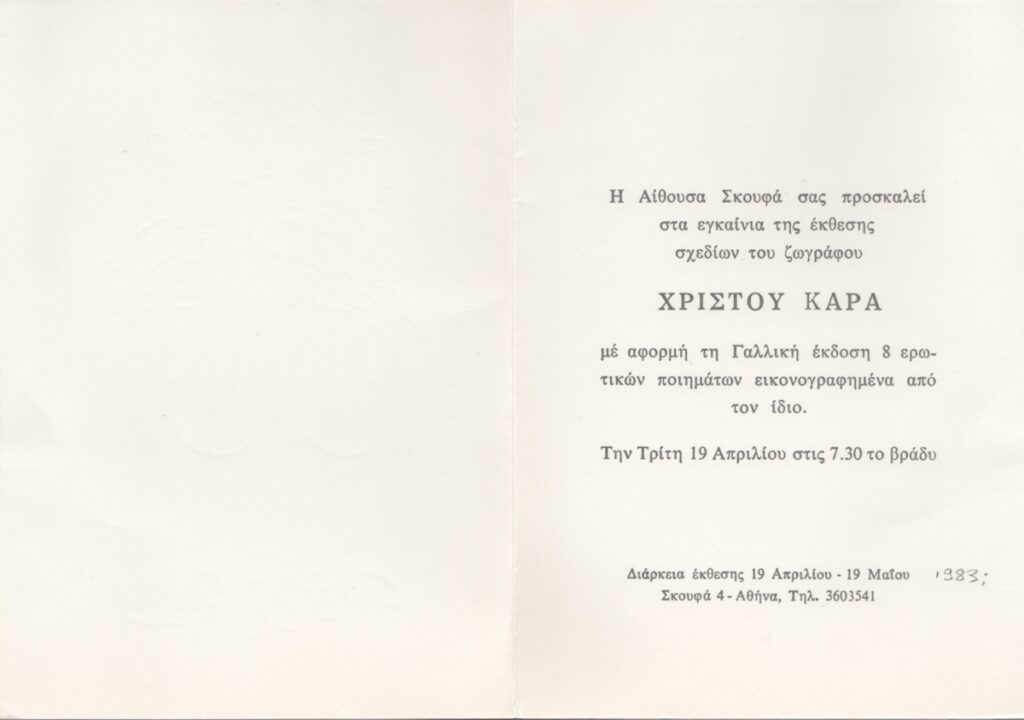 Η Αίθουσα Σκουφά σας προσκαλεί
στα εγκαίνια της έκθεσης
σχεδίων του ζωγράφου
ΧΡΙΣΤΟΥ ΚΑΡΑ
μέ αφορμή τη Γαλλική έκδοση 8 ερω-
τικών ποιημάτων εικονογραφημένα από
τον ίδιο.
Την Τρίτη 19 Απριλίου στις 7.30 το βράδυ
Διάρκεια έκθεσης 19 Απριλίου - 19 Μαΐου 1983;
Σκουφά 4 - Αθήνα, Τηλ. 3603541